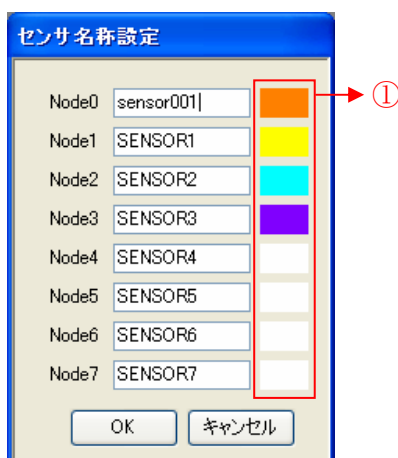 センサ名称設定
Node0 sensor001 ①
Node1 SENSOR1
Node2 SENSOR2
Node3 SENSOR3
Node4 SENSOR4
Node5 SENSOR5
Node6 SENSOR6
Node7 SENSOR7
OK キャンセル